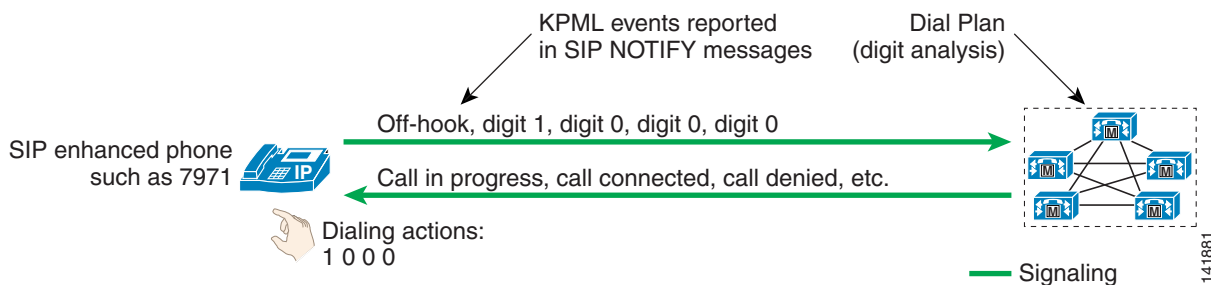 KPML events reported
in SIP NOTIFY messages
Dial Plan
(digit analysis)
Off-hook, digit 1, digit 0, digit 0, digit 0
SIP enhanced phone
such as 7971
IP
Call in progress, call connected, call denied, etc.
M
M
M
M
M
Dialing actions:
1 0 0 0
Signaling
141881